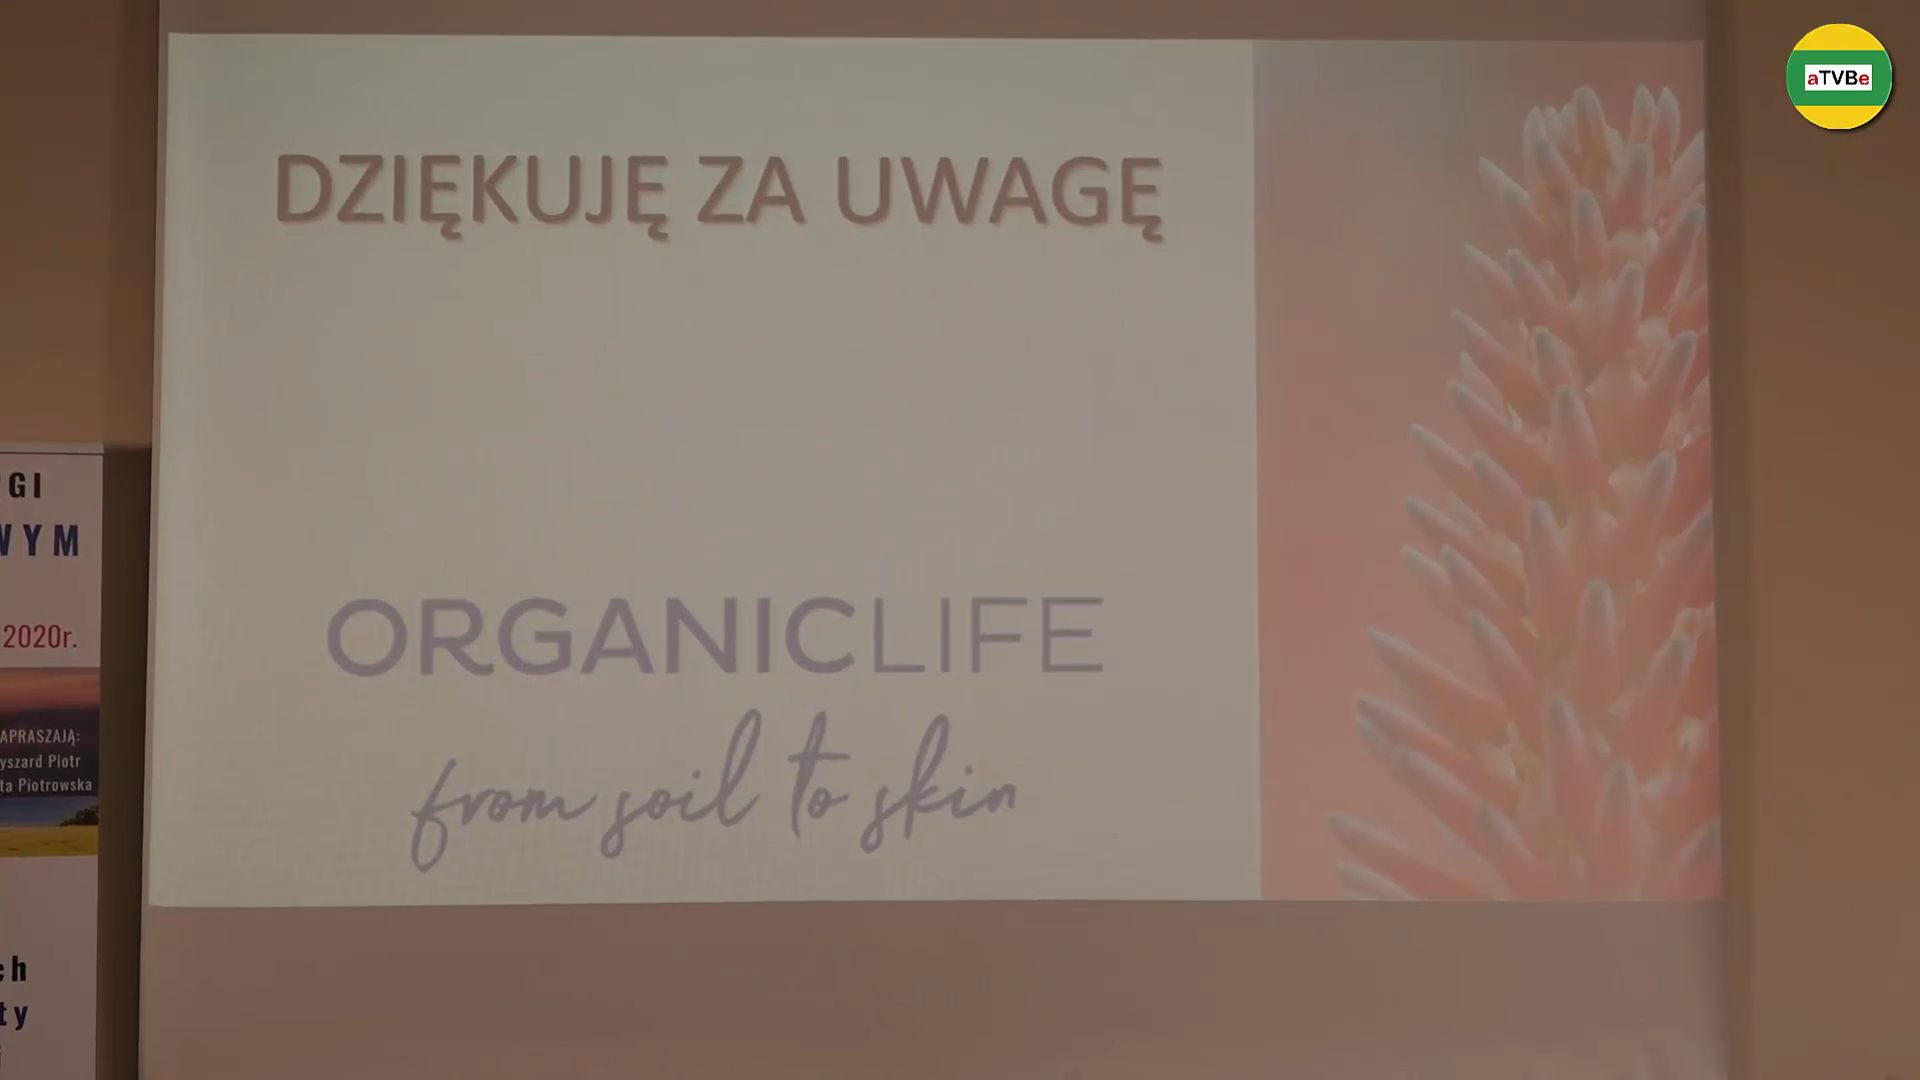 DZIĘKUJĘ ZA UWAGĘ
ORGANICLIFE
from soil to skin
aTVBe
GI
WYM
2020r.
APRASZAJĄ:
yszard Piotr
ta Piotrowska
ch
ty